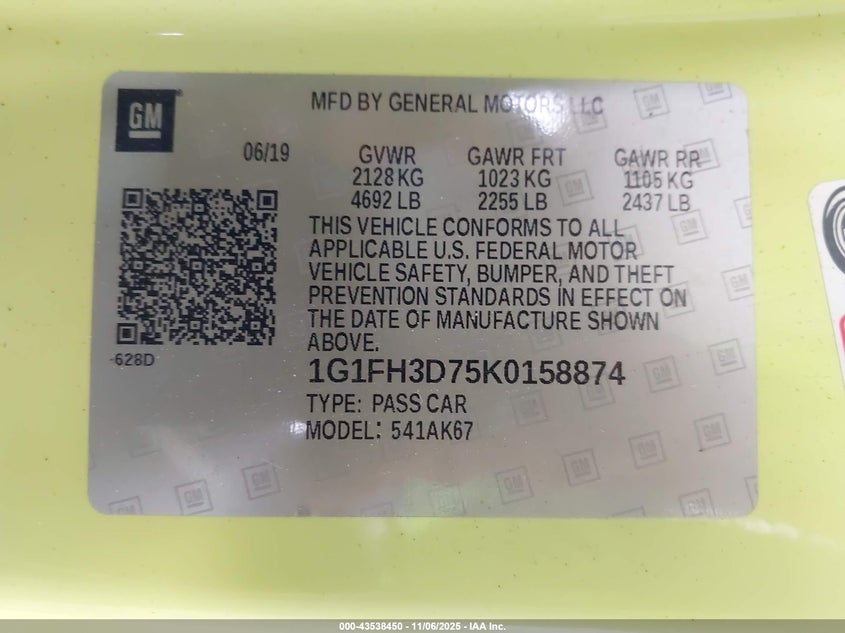 GM
MFD BY GENERAL MOTORS LLC
06/19 GVWR GAWR FRT GAWR RR
2128 KG 1023 KG 1105 KG
4692 LB 2255 LB 2437 LB
THIS VEHICLE CONFORMS TO ALL
APPLICABLE U.S. FEDERAL MOTOR
VEHICLE SAFETY, BUMPER, AND THEFT
PREVENTION STANDARDS IN EFFECT ON
THE DATE OF MANUFACTURE SHOWN
ABOVE.
-628D
1G1FH3D75K0158874
TYPE: PASS CAR
MODEL: 541AK67
000-43538450 - 11/06/2025 - IAA Inc.